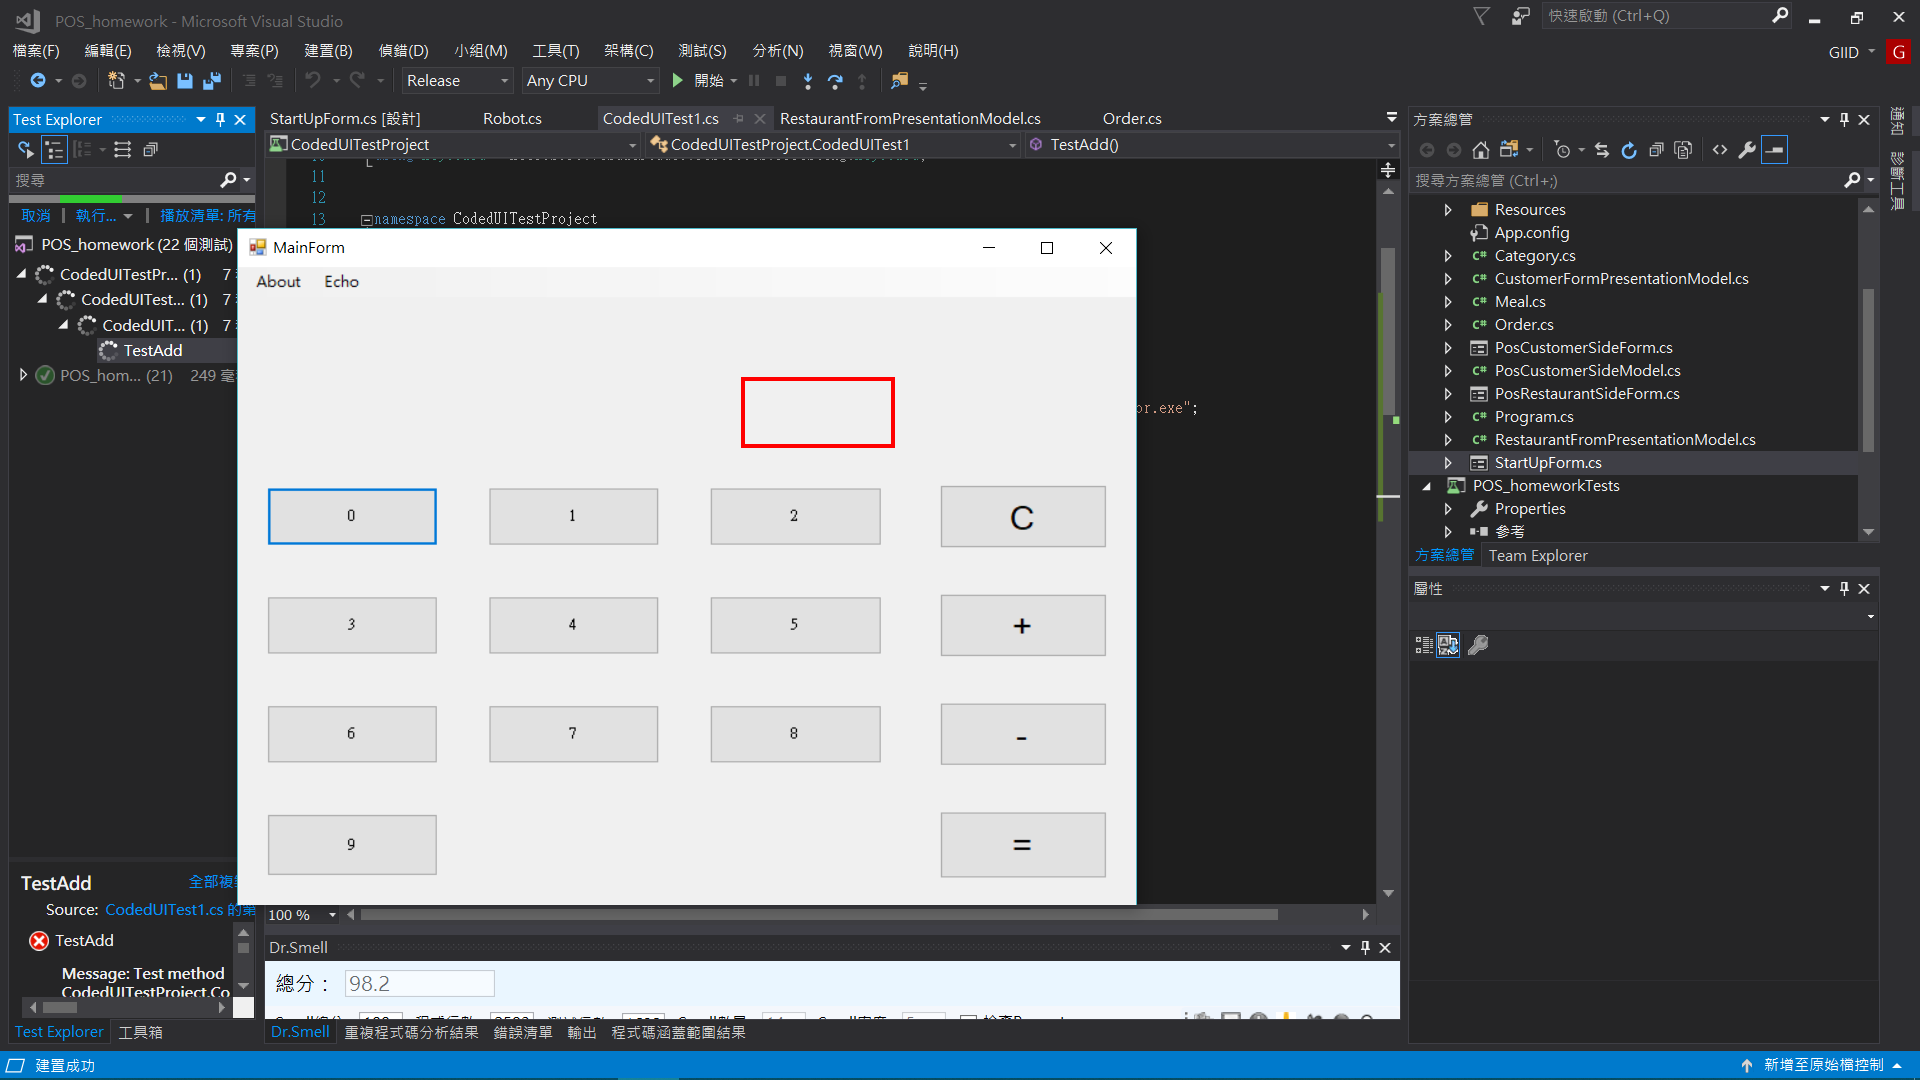 POS_homework - Microsoft Visual Studio
快速啟動 (Ctrl+Q)
檔案(F) 編輯(E) 檢視(V) 專案(P) 建置(B) 偵錯(D) 小組(M) 工具(T) 架構(C) 測試(S) 分析(N) 視窗(W) 說明(H)
GIID G
Release Any CPU 開始
Test Explorer
搜尋
取消 執行... 播放清單: 所有
POS_homework (22 個測試)
CodedUITestPr... (1) 7
CodedUITest... (1) 7
CodedUIT... (1) 7
TestAdd
POS_hom... (21) 249 毫
TestAdd
全部複
Source: CodedUITest1.cs 的第
TestAdd
Message: Test method
CodedUITestProject.Co
Test Explorer 工具箱
StartUpForm.cs [設計] Robot.cs CodedUITest1.cs RestaurantFromPresentationModel.cs Order.cs
CodedUITestProject CodedUITestProject.CodedUITest1 TestAdd()
11
12
13 namespace CodedUITestProject
or.exe";
MainForm
About Echo
0 1 2 C
3 4 5 +
6 7 8 -
9 =
100 %
Dr.Smell
總分： 98.2
Dr.Smell 重複程式碼分析結果 錯誤清單 輸出 程式碼涵蓋範圍結果
方案總管
搜尋方案總管 (Ctrl+;)
Resources
App.config
Category.cs
CustomerFormPresentationModel.cs
Meal.cs
Order.cs
PosCustomerSideForm.cs
PosCustomerSideModel.cs
PosRestaurantSideForm.cs
Program.cs
RestaurantFromPresentationModel.cs
StartUpForm.cs
POS_homeworkTests
Properties
參考
方案總管 Team Explorer
屬性
通知
診斷工具
建置成功
新增至原始檔控制